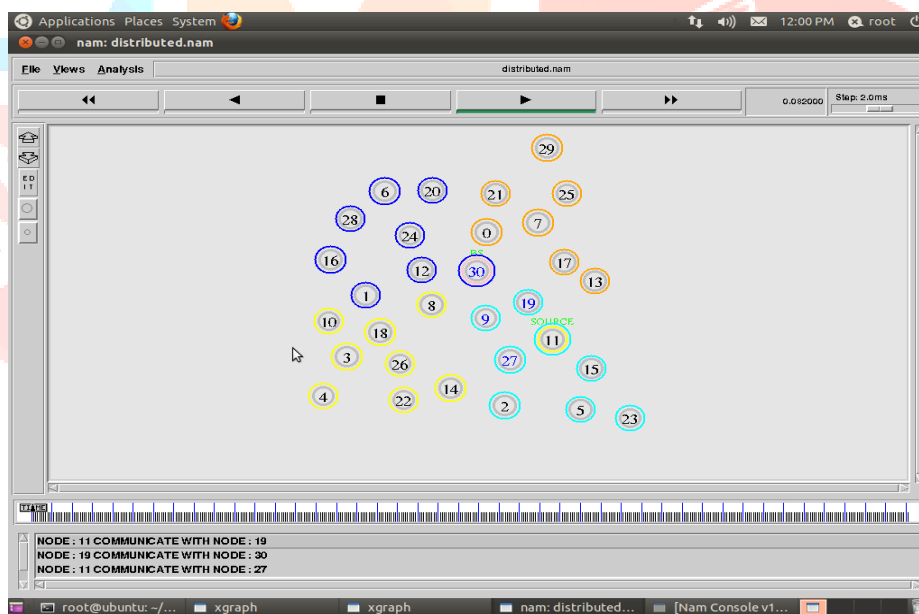 Applications Places System 12:00 PM root
nam: distributed.nam
File Views Analysis distributed.nam
0.082000 Step: 2.0ms
E D
I T
29
6 20 21 25
28 24 0 7
BS
16 12 30 17 13
1 8 9 19
SOURCE
10 18 11
3 26 27 15
4 22 14 2 5 23
TIME
NODE : 11 COMMUNICATE WITH NODE : 19
NODE : 19 COMMUNICATE WITH NODE : 30
NODE : 11 COMMUNICATE WITH NODE : 27
root@ubuntu: ~/... xgraph xgraph nam: distributed... [Nam Console v1...